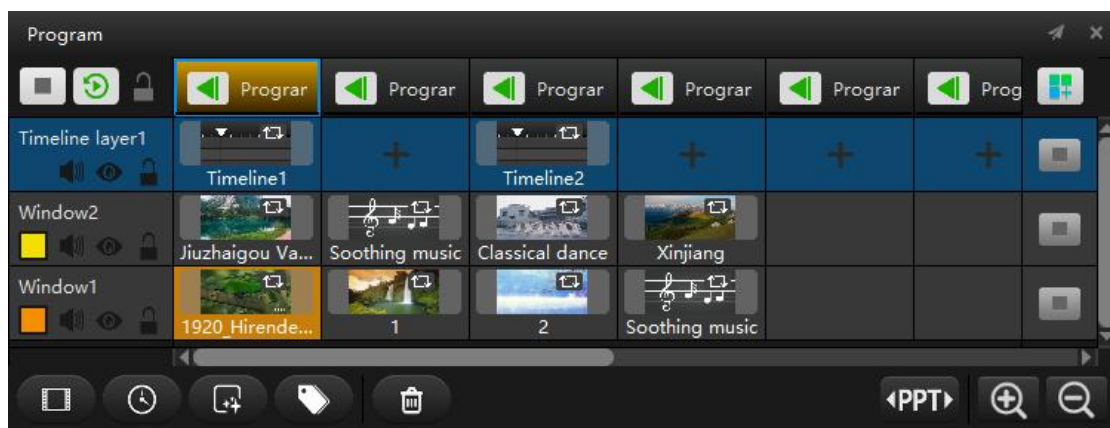 Program
Prograr
Prograr
Prograr
Prograr
Prograr
Prog
Timeline layer1
Timeline1
Timeline2
Window2
Jiuzhaigou Va...
Soothing music
Classical dance
Xinjiang
Window1
1920_Hirende...
1
2
Soothing music
PPT